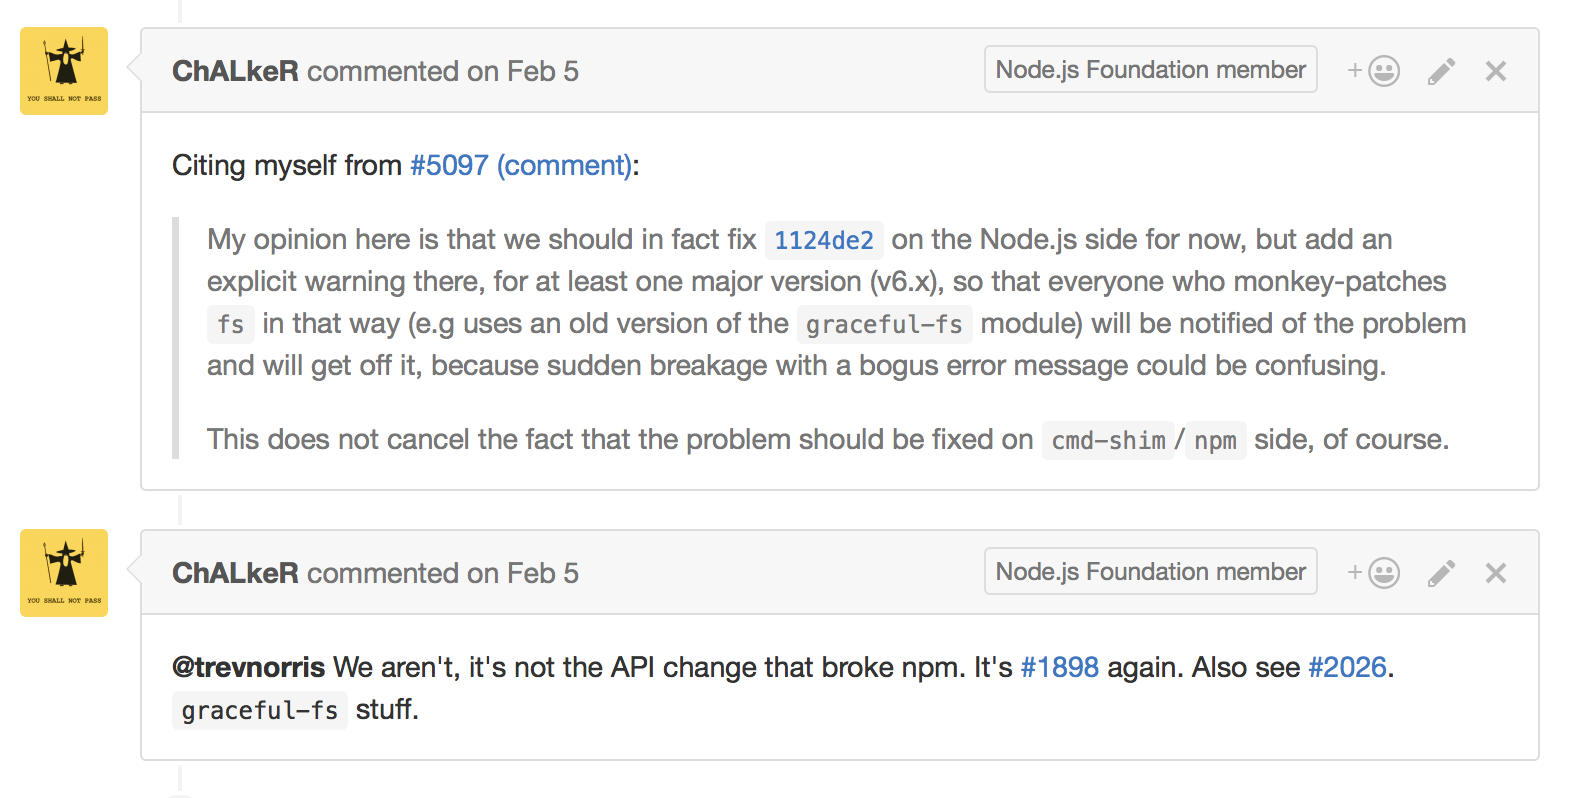 YOU SHALL NOT PASS
ChALkeR commented on Feb 5
Node.js Foundation member
+
Citing myself from #5097 (comment):
My opinion here is that we should in fact fix 1124de2 on the Node.js side for now, but add an
explicit warning there, for at least one major version (v6.x), so that everyone who monkey-patches
fs in that way (e.g uses an old version of the graceful-fs module) will be notified of the problem
and will get off it, because sudden breakage with a bogus error message could be confusing.
This does not cancel the fact that the problem should be fixed on cmd-shim/npm side, of course.
YOU SHALL NOT PASS
ChALkeR commented on Feb 5
Node.js Foundation member
+
@trevnorris We aren't, it's not the API change that broke npm. It's #1898 again. Also see #2026.
graceful-fs stuff.